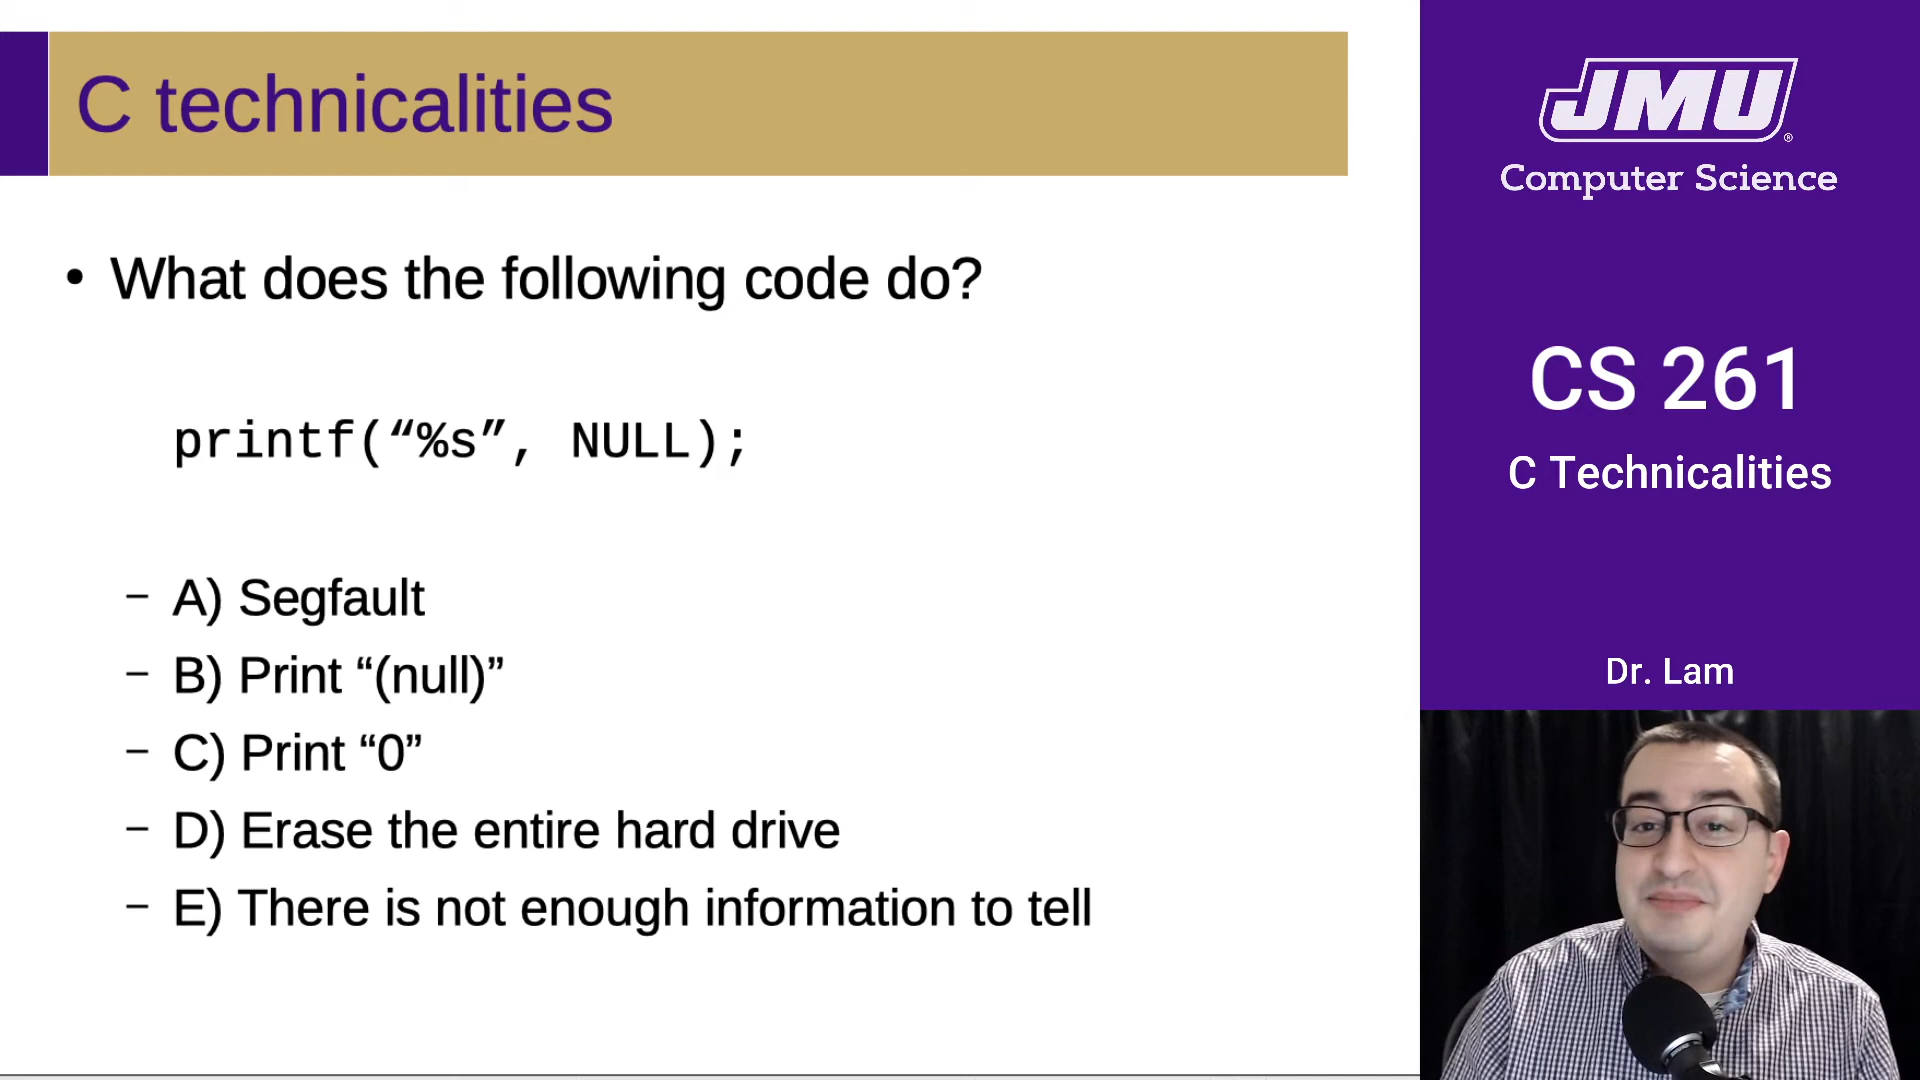 C technicalities
• What does the following code do?
printf(“%s”, NULL);
– A) Segfault
– B) Print “(null)”
– C) Print “0”
– D) Erase the entire hard drive
– E) There is not enough information to tell
JMU®
Computer Science
CS 261
C Technicalities
Dr. Lam